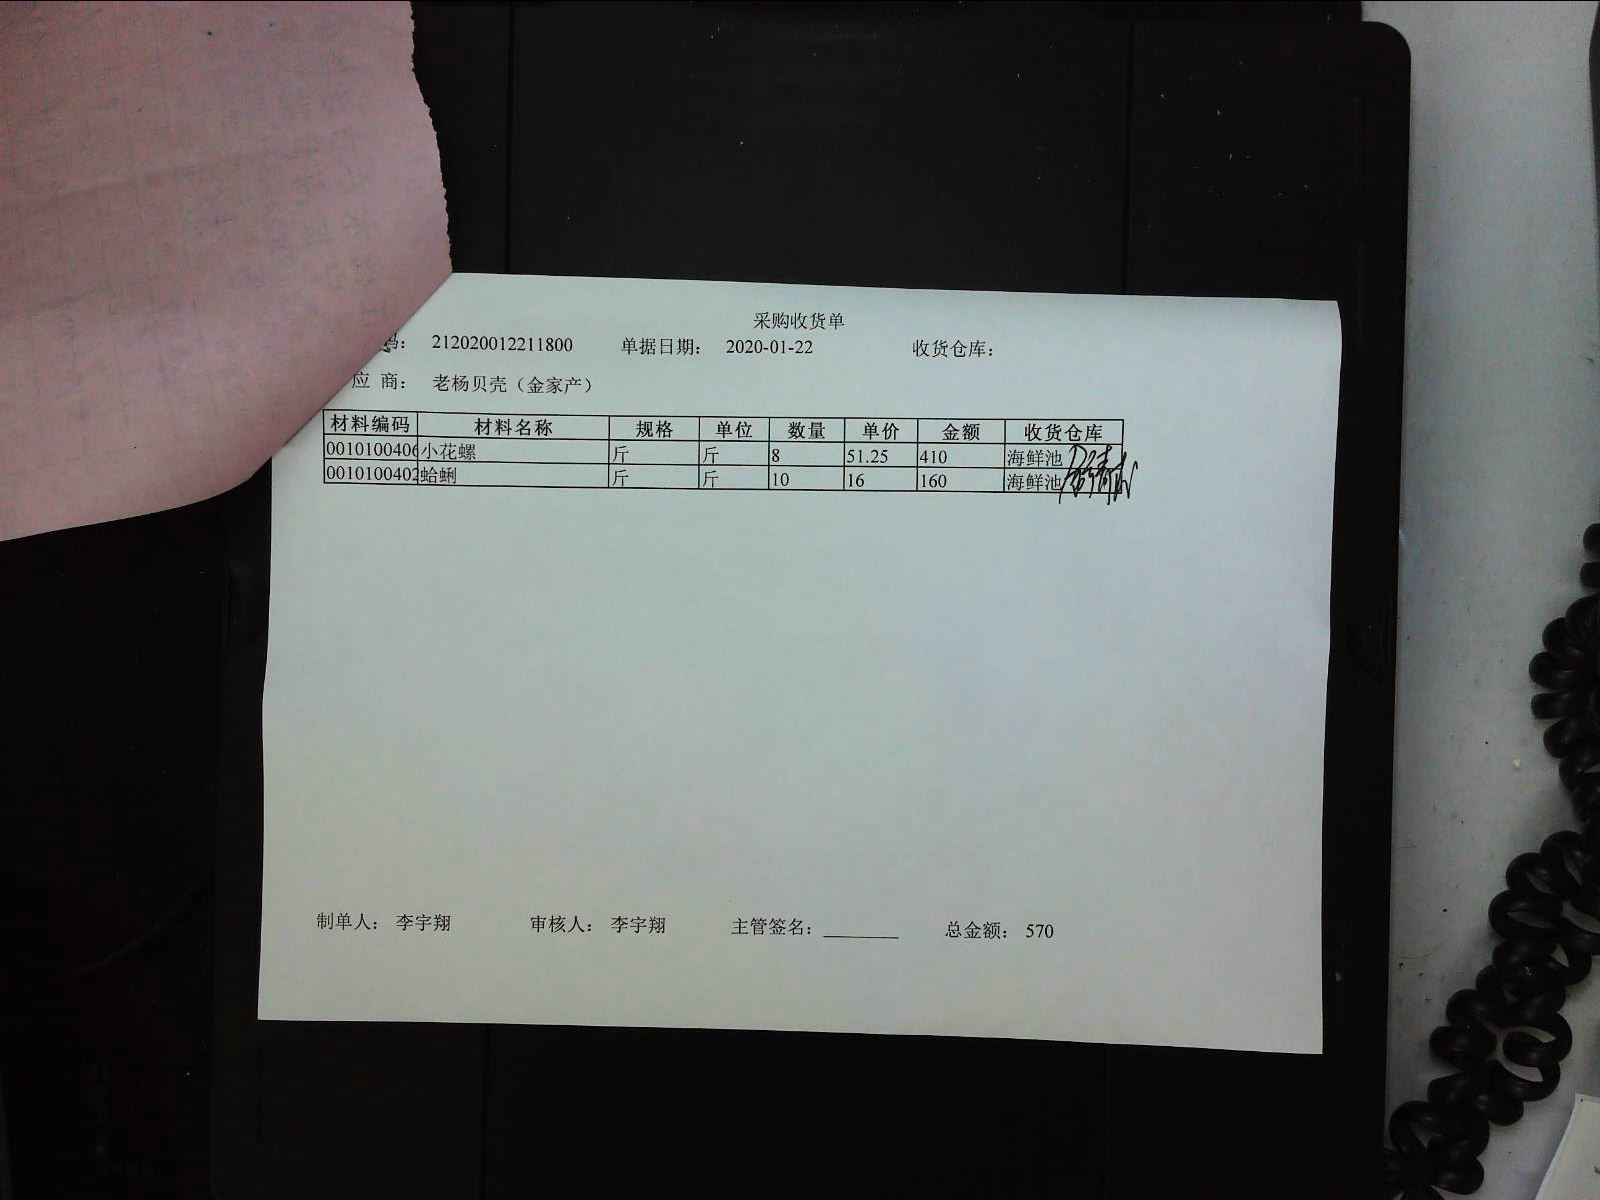 采购收货单
码： 212020012211800 单据日期： 2020-01-22 收货仓库：
应 商： 老杨贝壳（金家产）
材料编码 材料名称 规格 单位 数量 单价 金额 收货仓库
0010100406 小花螺 斤 斤 8 51.25 410 海鲜池
0010100402 蛤蜊 斤 斤 10 16 160 海鲜池
制单人： 李宇翔 审核人： 李宇翔 主管签名：________ 总金额： 570